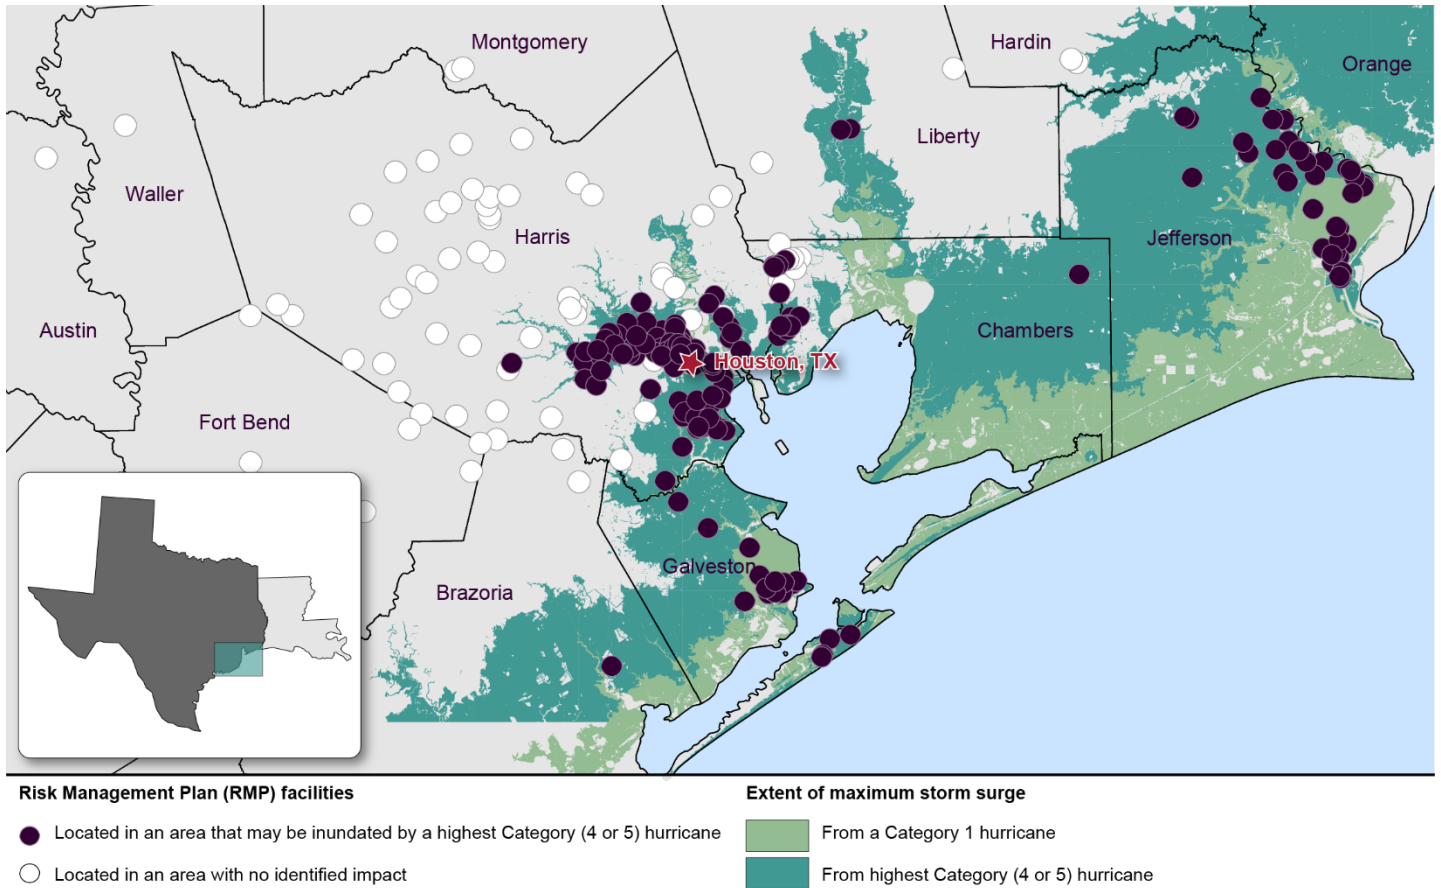 Montgomery
Hardin
Orange
Liberty
Waller
Harris
Jefferson
Austin
Chambers
Houston, TX
Fort Bend
Galveston
Brazoria
Risk Management Plan (RMP) facilities
Located in an area that may be inundated by a highest Category (4 or 5) hurricane
Located in an area with no identified impact
Extent of maximum storm surge
From a Category 1 hurricane
From highest Category (4 or 5) hurricane